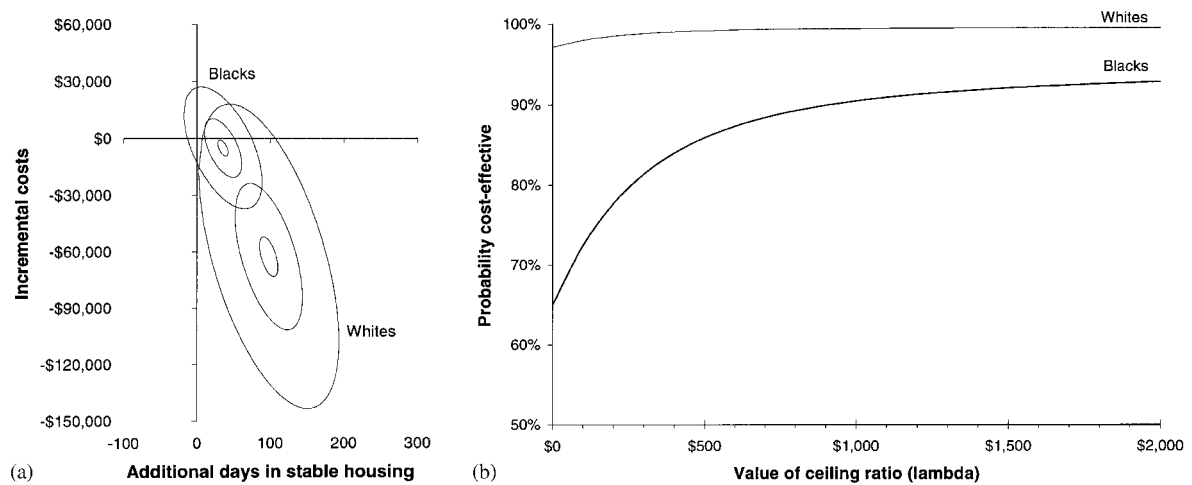 $60,000
$30,000
$0
-$30,000
-$60,000
-$90,000
-$120,000
-$150,000
Incremental costs
Blacks
Whites
-100 0 100 200 300
(a) Additional days in stable housing
100%
90%
80%
70%
60%
50%
Probability cost-effective
Whites
Blacks
$0 $500 $1,000 $1,500 $2,000
(b) Value of ceiling ratio (lambda)